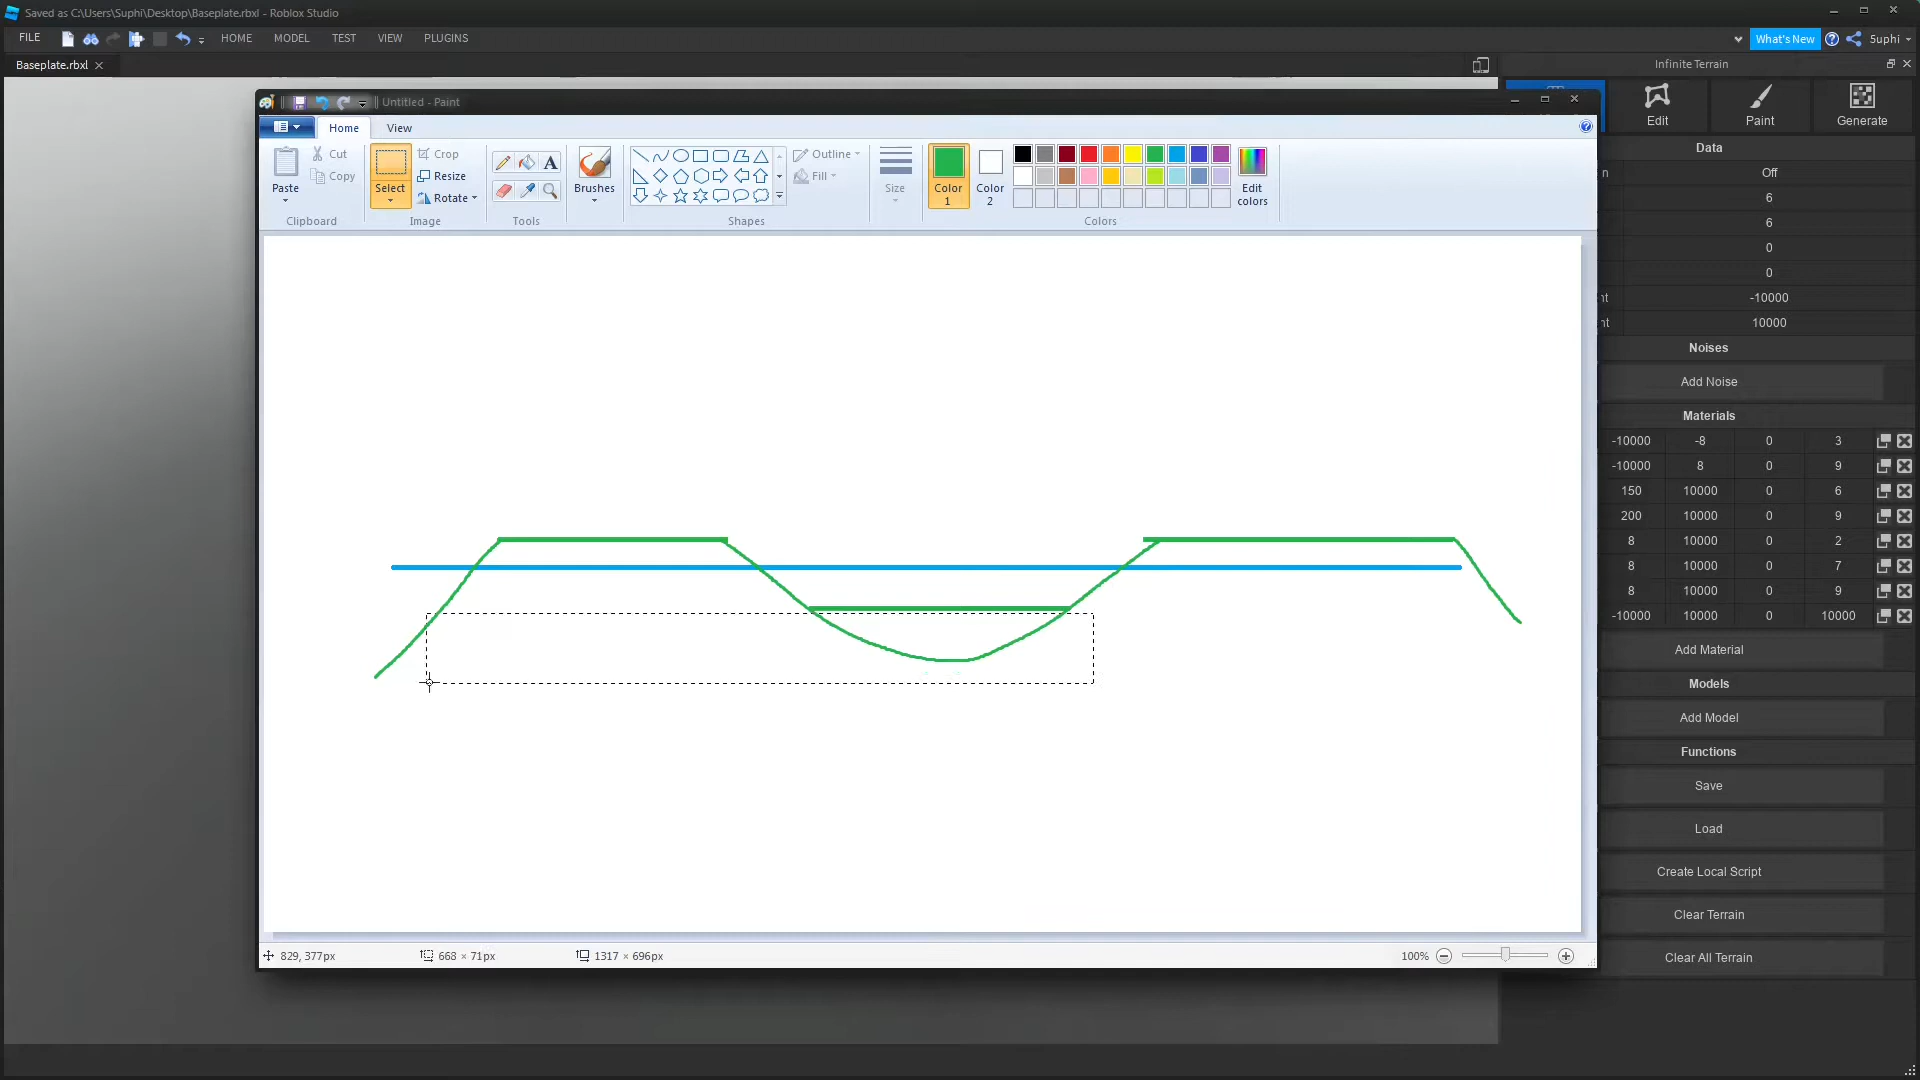 Saved as C:\Users\Suphi\Desktop\Baseplate.rbxl - Roblox Studio
FILE HOME MODEL TEST VIEW PLUGINS What's New 5uphi
Baseplate.rbxl
Infinite Terrain
Untitled - Paint
Edit Paint Generate
Home View
Data
Paste
Cut
Copy
Clipboard
Select
Crop
Resize
Rotate
Image
Tools
Brushes
Shapes
Outline
Fill
Size
Color 1
Color 2
Edit colors
Colors
n Off
6
6
0
0
nt -10000
nt 10000
Noises
Add Noise
Materials
-10000 -8 0 3
-10000 8 0 9
150 10000 0 6
200 10000 0 9
8 10000 0 2
8 10000 0 7
8 10000 0 9
-10000 10000 0 10000
Add Material
Models
Add Model
Functions
Save
Load
Create Local Script
Clear Terrain
Clear All Terrain
829, 377px 668 × 71px 1317 × 696px 100%